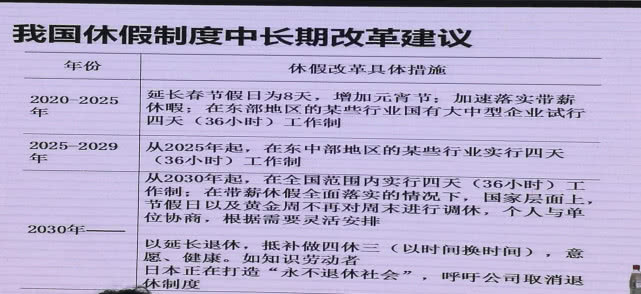 我国休假制度中长期改革建议
年份
休假改革具体措施
2020-2025
年
延长春节假日为8天，增加元宵节；加速落实带薪
休暇；在东部地区的某些行业国有大中型企业试行
四天（36小时）工作制
2025-2029
年
从2025年起，在东中部地区的某些行业实行四天
（36小时）工作制
2030年——
从2030年起，在全国范围内实行四天（36小时）工
作制；在带薪休假全面落实的情况下，国家层面上，
节假日以及黄金周不再对周末进行调休，个人与单
位协商，根据需要灵活安排
以延长退休，抵补做四休三（以时间换时间），意
愿、健康。如知识劳动者
日本正在打造“永不退休社会”，呼吁公司取消退
休制度